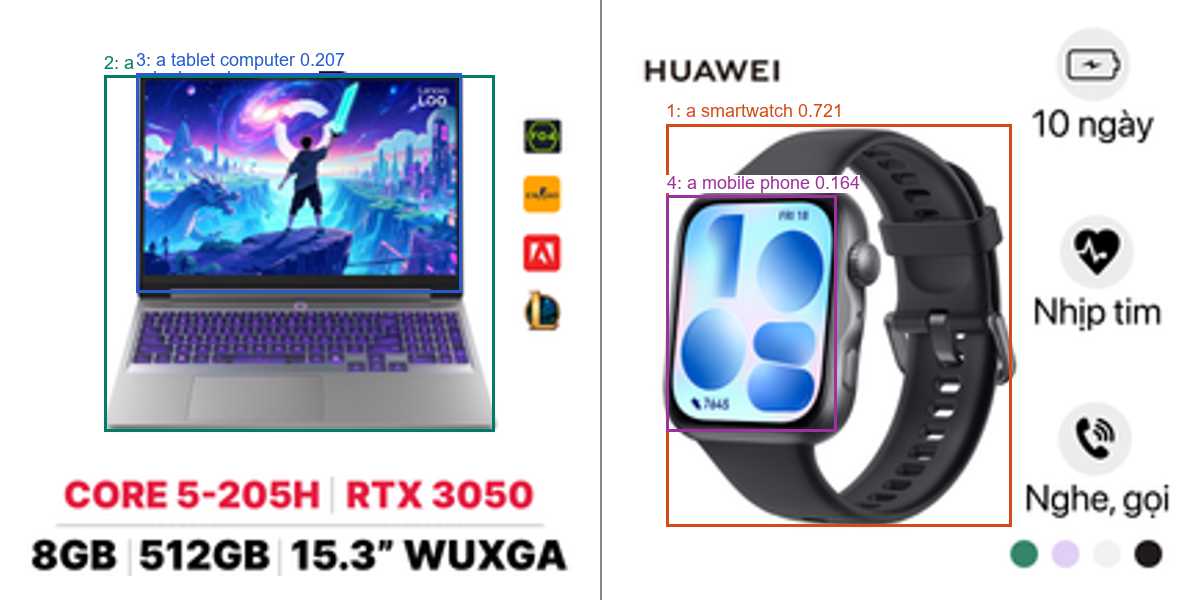 2: a
3: a tablet computer 0.207
Lenovo
LOQ
CORE 5-205H | RTX 3050
8GB | 512GB | 15.3” WUXGA
HUAWEI
1: a smartwatch 0.721
4: a mobile phone 0.164
FRI 18
7645
10 ngày
Nhịp tim
Nghe, gọi